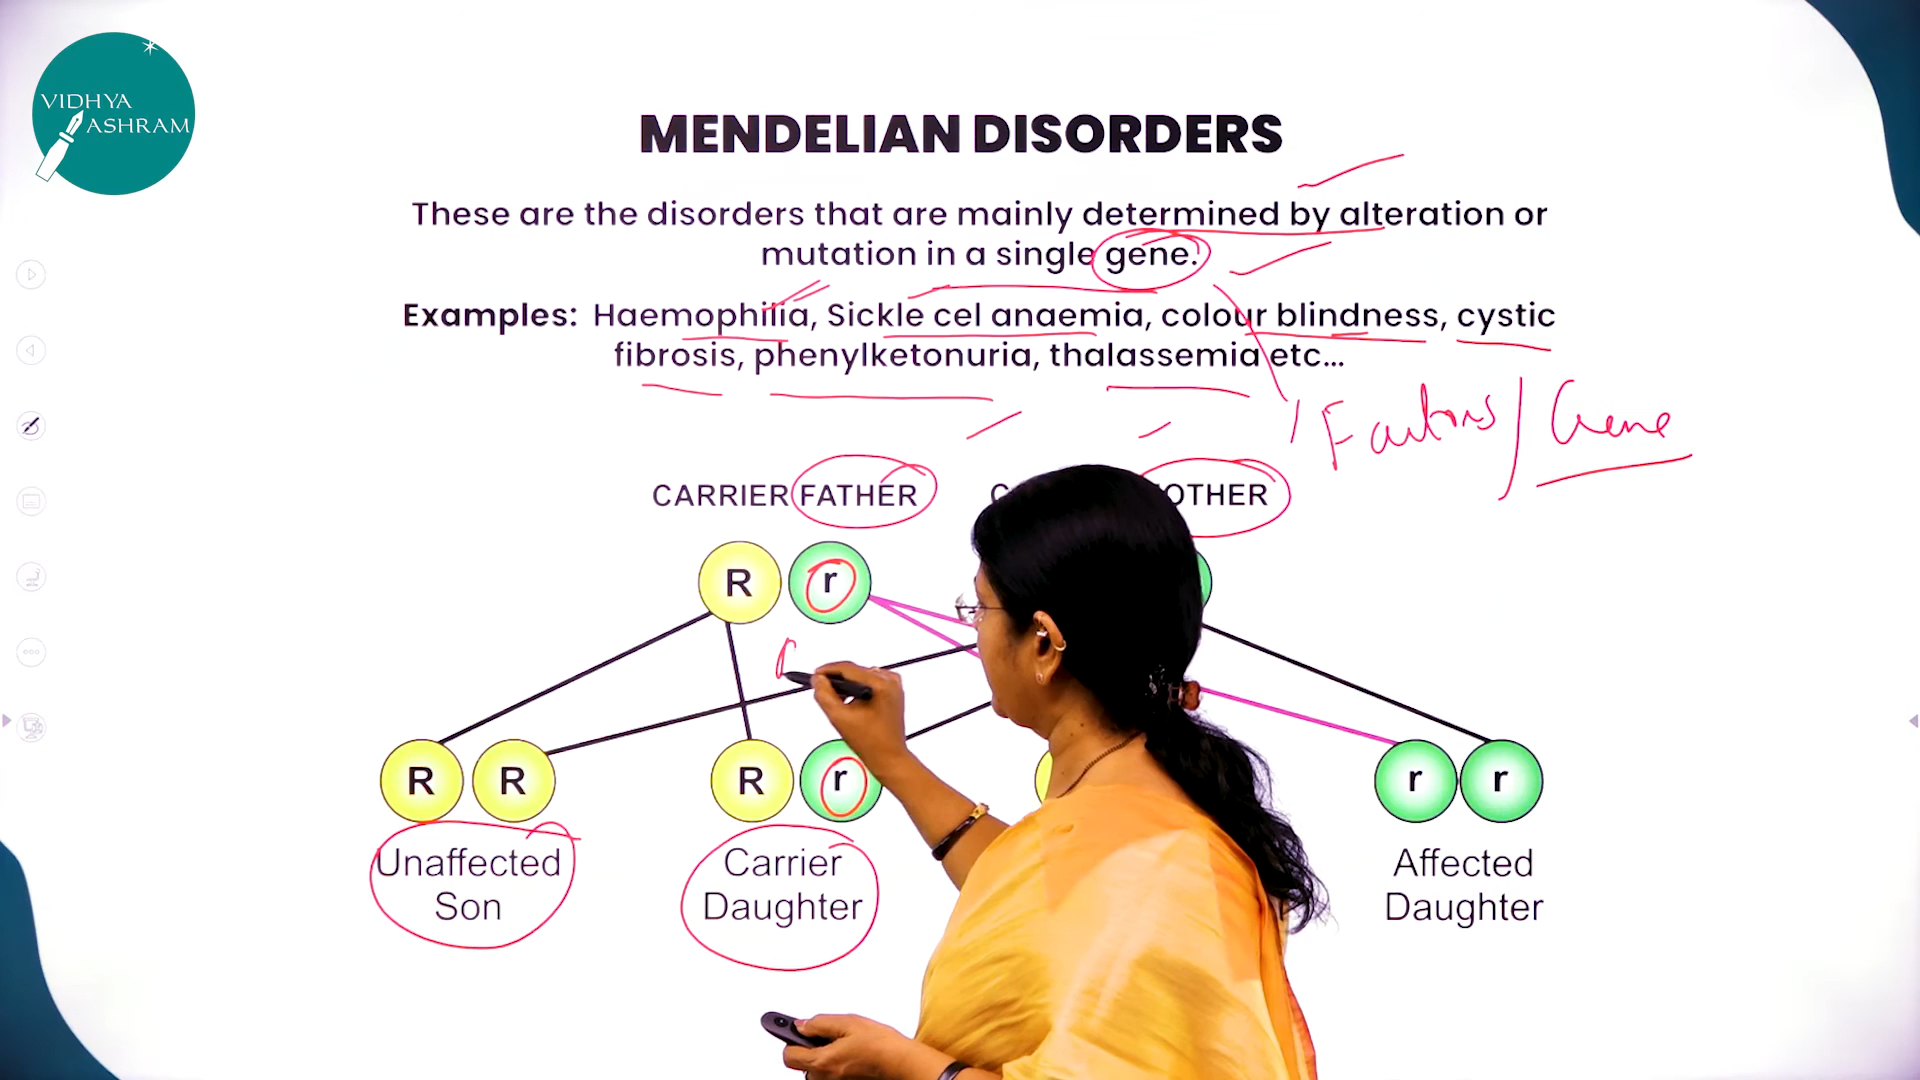 VIDHYA
ASHRAM
MENDELIAN DISORDERS
These are the disorders that are mainly determined by alteration or
mutation in a single gene.
Examples: Haemophilia, Sickle cel anaemia, colour blindness, cystic
fibrosis, phenylketonuria, thalassemia etc...
Factors / Gene
CARRIER FATHER
R r
R R
R r
r r
Unaffected
Son
Carrier
Daughter
Affected
Daughter